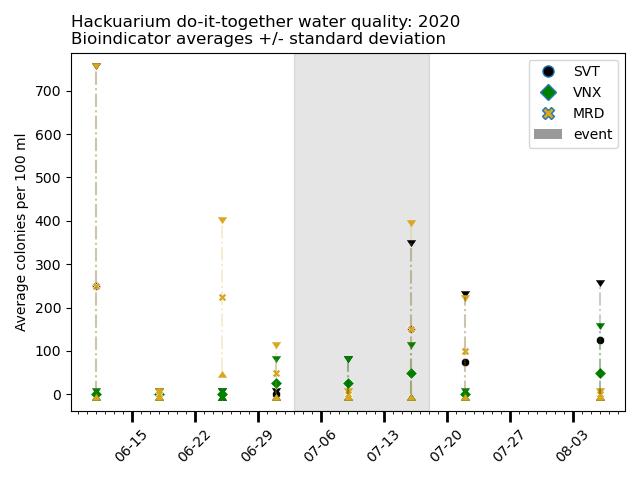 Hackuarium do-it-together water quality: 2020
Bioindicator averages +/- standard deviation
SVT
VNX
MRD
event
Average colonies per 100 ml
700
600
500
400
300
200
100
0
06-15
06-22
06-29
07-06
07-13
07-20
07-27
08-03